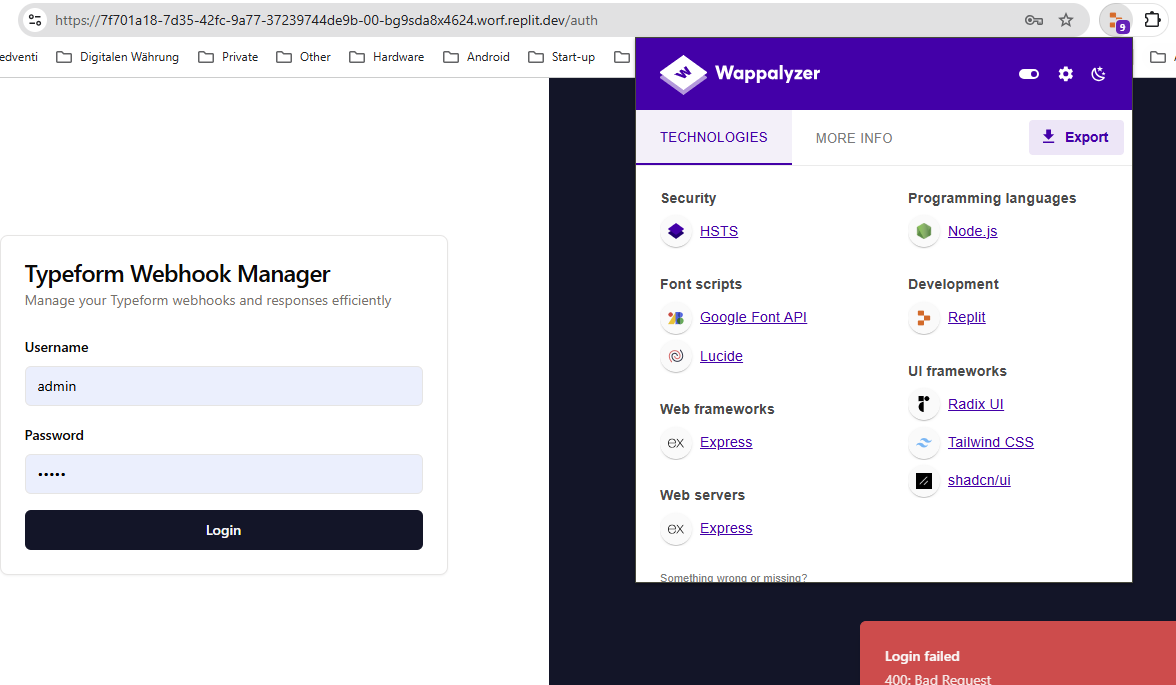 https://7f701a18-7d35-42fc-9a77-37239744de9b-00-bg9sda8x4624.worf.replit.dev/auth
9
edventi Digitalen Währung Private Other Hardware Android Start-up
Wappalyzer
TECHNOLOGIES MORE INFO Export
Security
HSTS
Font scripts
Google Font API
Lucide
Web frameworks
Express
Web servers
Express
Something wrong or missing?
Programming languages
Node.js
Development
Replit
UI frameworks
Radix UI
Tailwind CSS
shadcn/ui
Typeform Webhook Manager
Manage your Typeform webhooks and responses efficiently
Username
admin
Password
•••••
Login
Login failed
400: Bad Request